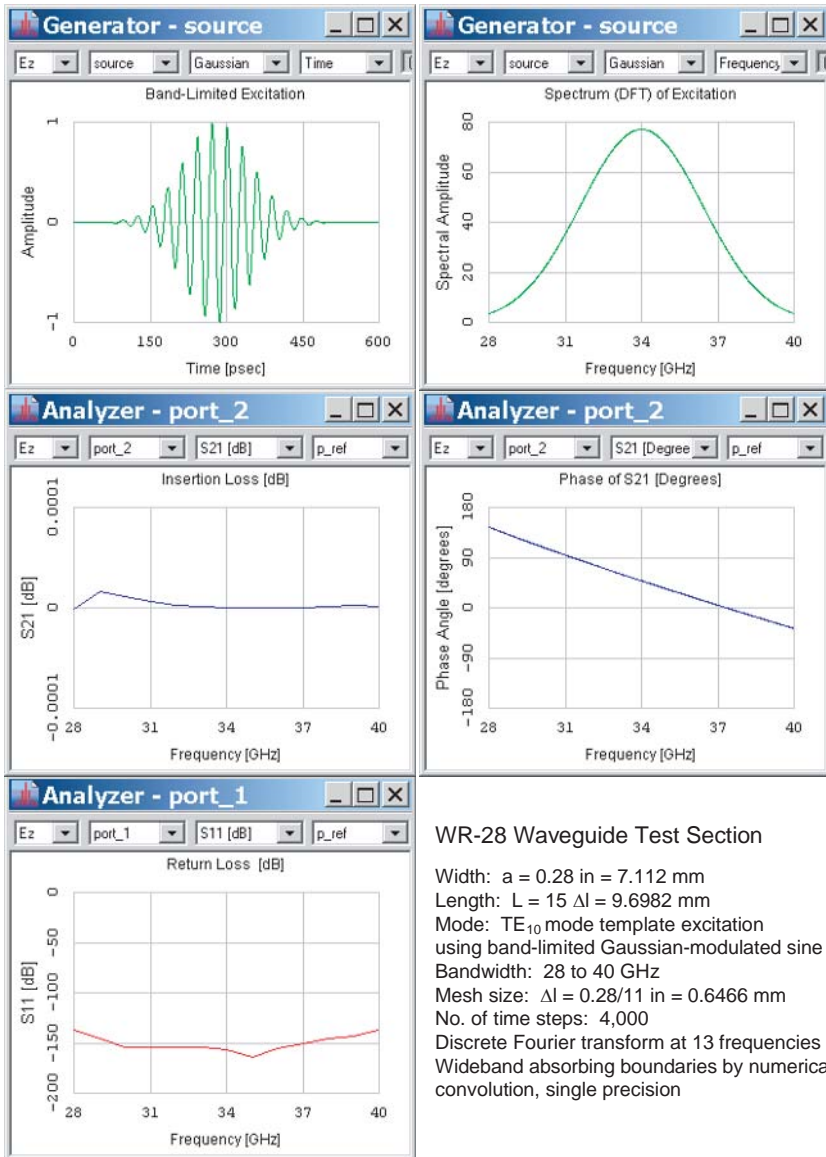 Generator - source
Ez source Gaussian Time
Band-Limited Excitation
Amplitude
1
0
-1
0 150 300 450 600
Time [psec]
Generator - source
Ez source Gaussian Frequency
Spectrum (DFT) of Excitation
Spectral Amplitude
80
60
40
20
0
28 31 34 37 40
Frequency [GHz]
Analyzer - port_2
Ez port_2 S21 [dB] p_ref
Insertion Loss [dB]
S21 [dB]
0.0001
0
-0.0001
28 31 34 37 40
Frequency [GHz]
Analyzer - port_2
Ez port_2 S21 [Degree p_ref
Phase of S21 [Degrees]
Phase Angle [degrees]
180
90
0
-90
-180
28 31 34 37 40
Frequency [GHz]
Analyzer - port_1
Ez port_1 S11 [dB] p_ref
Return Loss [dB]
S11 [dB]
0
-50
-100
-150
-200
28 31 34 37 40
Frequency [GHz]
WR-28 Waveguide Test Section
Width: a = 0.28 in = 7.112 mm
Length: L = 15 Δl = 9.6982 mm
Mode: TE₁₀ mode template excitation
using band-limited Gaussian-modulated sine
Bandwidth: 28 to 40 GHz
Mesh size: Δl = 0.28/11 in = 0.6466 mm
No. of time steps: 4,000
Discrete Fourier transform at 13 frequencies
Wideband absorbing boundaries by numerica
convolution, single precision